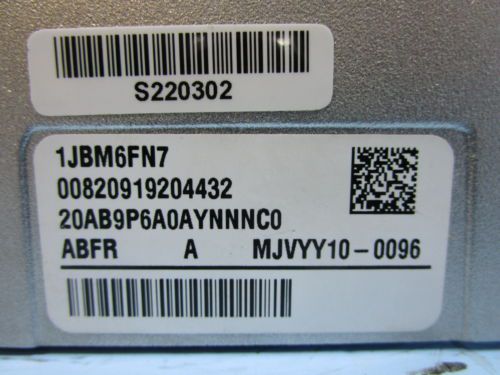 S220302
1JBM6FN7
00820919204432
20AB9P6A0AYNNNC0
ABFR A MJVYY10-0096